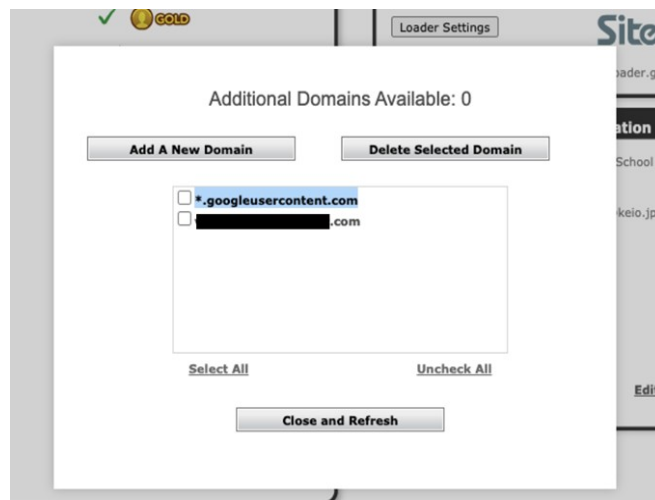 GOLD
Loader Settings
Site
oader.g
Additional Domains Available: 0
ation
Add A New Domain
Delete Selected Domain
School
*.googleusercontent.com
.com
keio.jp
Select All
Uncheck All
Edi
Close and Refresh